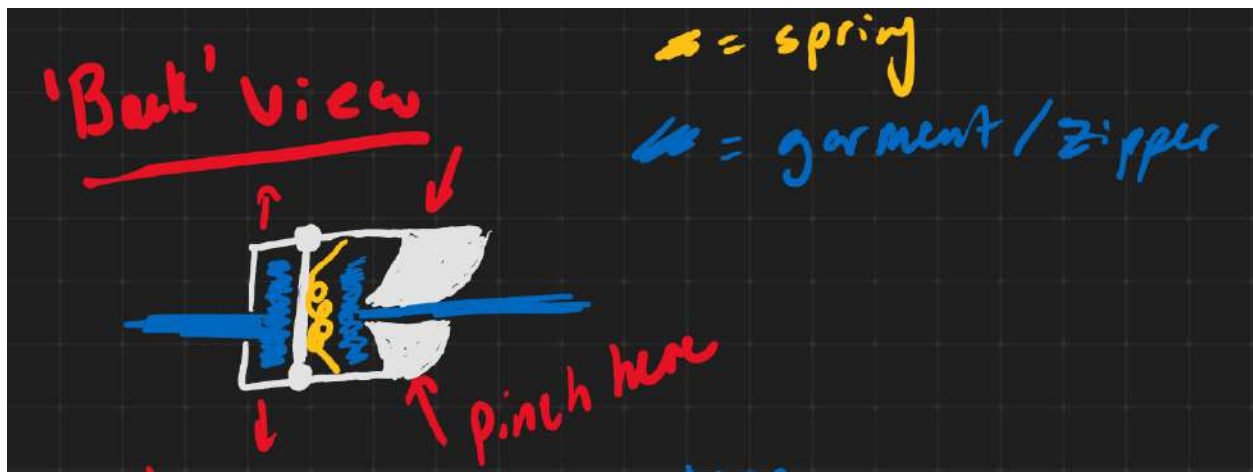 = spring
'Back' View
= garment / zipper
pinch here